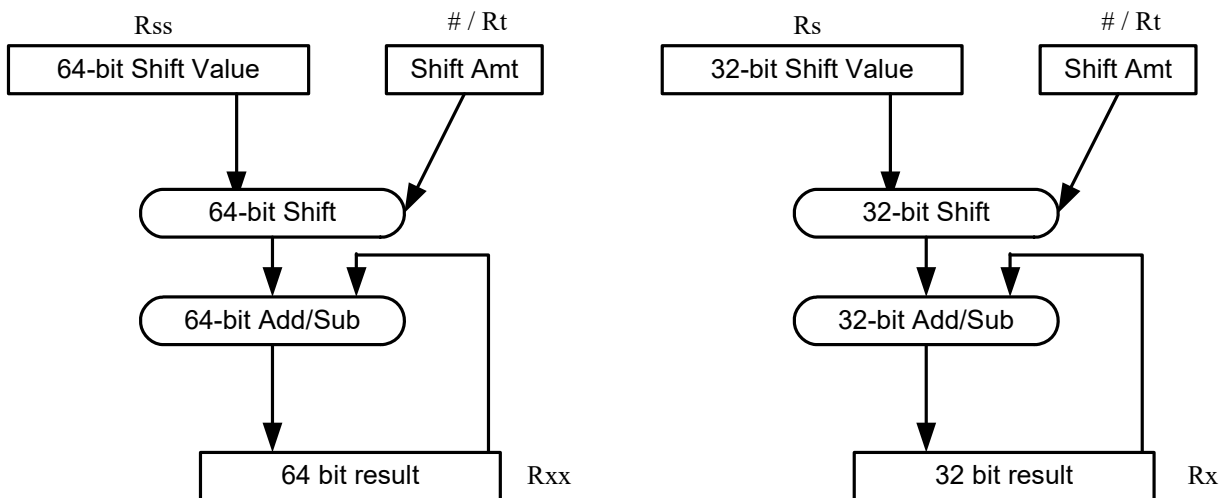 Rss
# / Rt
64-bit Shift Value
Shift Amt
64-bit Shift
64-bit Add/Sub
64 bit result
Rxx
Rs
# / Rt
32-bit Shift Value
Shift Amt
32-bit Shift
32-bit Add/Sub
32 bit result
Rx